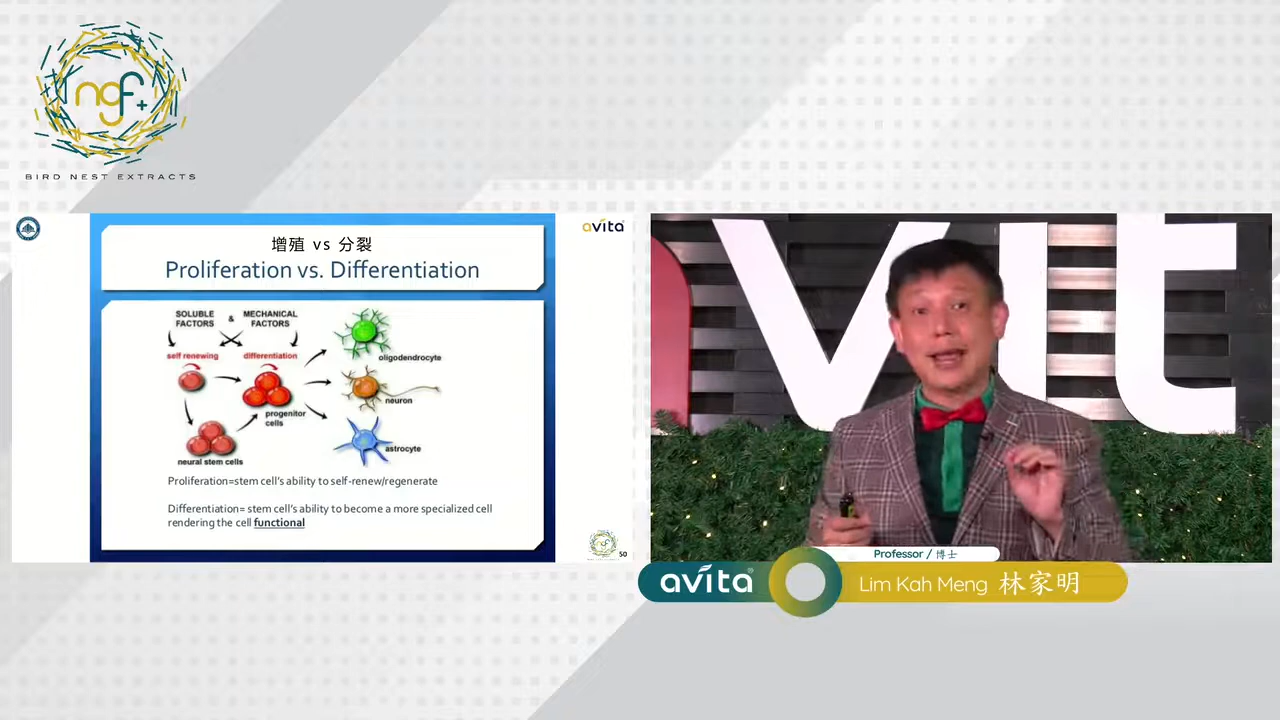 ngf+
BIRD NEST EXTRACTS
avita
增殖 vs 分裂
Proliferation vs. Differentiation
SOLUBLE FACTORS & MECHANICAL FACTORS
self renewing
differentiation
oligodendrocyte
neuron
progenitor cells
astrocyte
neural stem cells
Proliferation=stem cell's ability to self-renew/regenerate
Differentiation= stem cell's ability to become a more specialized cell
rendering the cell functional
50
vit
Professor / 博士
avita®
Lim Kah Meng 林家明